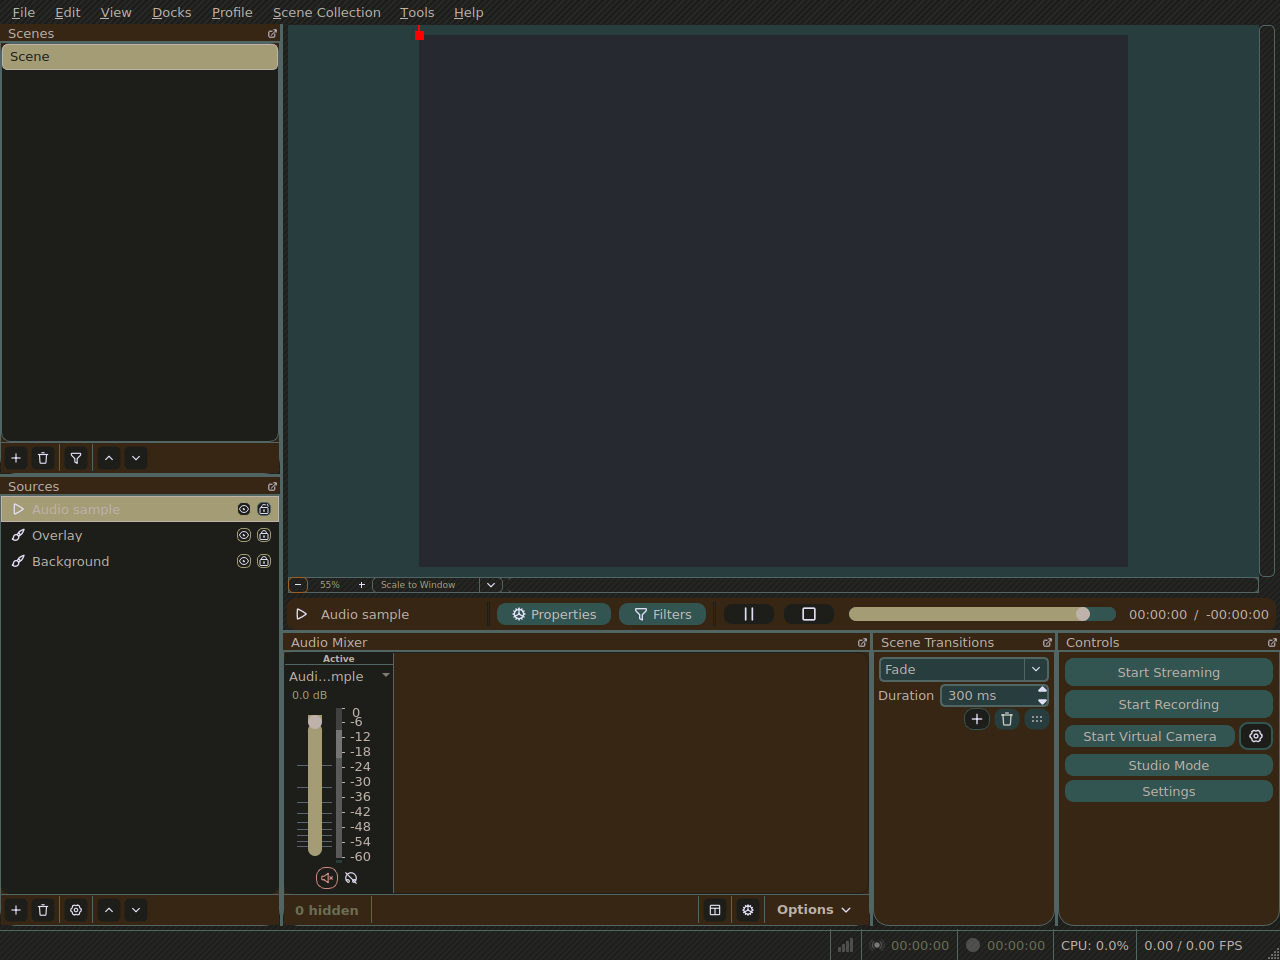 File Edit View Docks Profile Scene Collection Tools Help
Scenes
Scene
Sources
Audio sample
Overlay
Background
55% Scale to Window
Audio sample Properties Filters 00:00:00 / -00:00:00
Audio Mixer
Active
Audi...mple
0.0 dB
0
-6
-12
-18
-24
-30
-36
-42
-48
-54
-60
0 hidden Options
Scene Transitions
Fade
Duration 300 ms
Controls
Start Streaming
Start Recording
Start Virtual Camera
Studio Mode
Settings
00:00:00 00:00:00 CPU: 0.0% 0.00 / 0.00 FPS